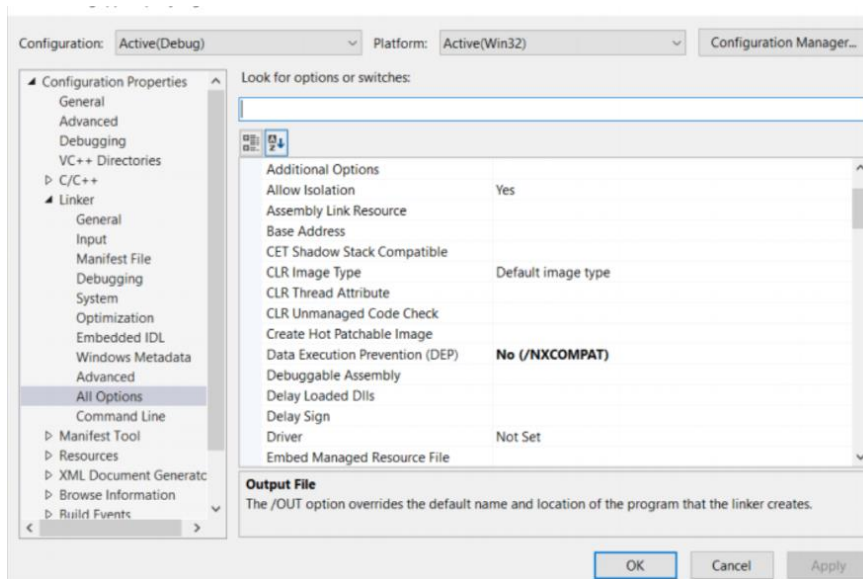 Configuration: Active(Debug) Platform: Active(Win32) Configuration Manager...
Configuration Properties
General
Advanced
Debugging
VC++ Directories
C/C++
Linker
General
Input
Manifest File
Debugging
System
Optimization
Embedded IDL
Windows Metadata
Advanced
All Options
Command Line
Manifest Tool
Resources
XML Document Generatc
Browse Information
Build Events
Look for options or switches:
Additional Options
Allow Isolation Yes
Assembly Link Resource
Base Address
CET Shadow Stack Compatible
CLR Image Type Default image type
CLR Thread Attribute
CLR Unmanaged Code Check
Create Hot Patchable Image
Data Execution Prevention (DEP) No (/NXCOMPAT)
Debuggable Assembly
Delay Loaded Dlls
Delay Sign
Driver Not Set
Embed Managed Resource File
Output File
The /OUT option overrides the default name and location of the program that the linker creates.
OK Cancel Apply